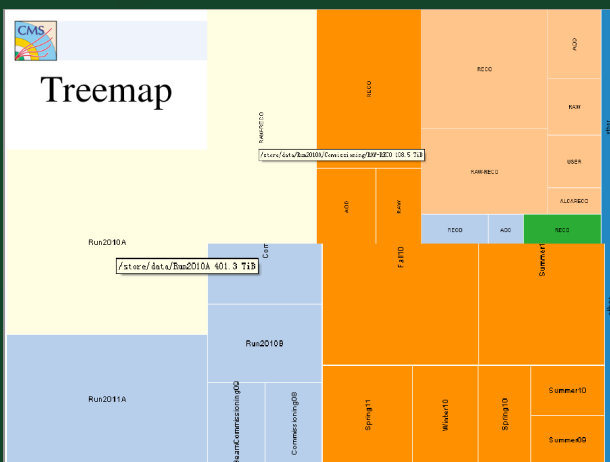 CMS
Treemap
RAW-RECO
RECO
RECO
AOD
RAW
USER
ALCARECO
RAW-RECO
/store/data/Run2010A/Commissioning/RAW-RECO 108.5 TiB
AOD
RAW
RECO
AOD
RECO
Run2010A
/store/data/Run2010A 401.3 TiB
Fall10
Run2010B
Run2011A
Commissioning08
Spring11
Winter10
Spring10
Summer10
Summer09